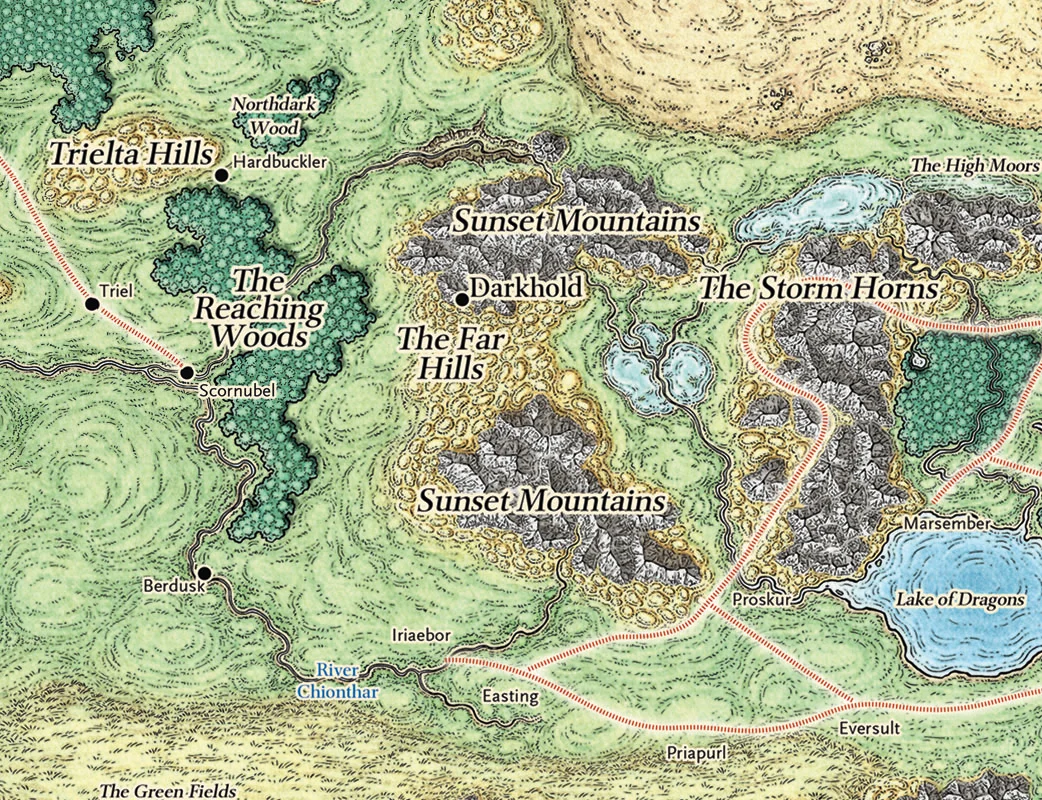 Northdark
Wood
Trielta Hills
Hardbuckler
The High Moors
Sunset Mountains
Triel
The
Reaching
Woods
Darkhold
The Storm Horns
The Far
Hills
Scornubel
Sunset Mountains
Marsember
Berdusk
Proskur
Lake of Dragons
Iriaebor
River
Chionthar
Easting
Eversult
Priapurl
The Green Fields